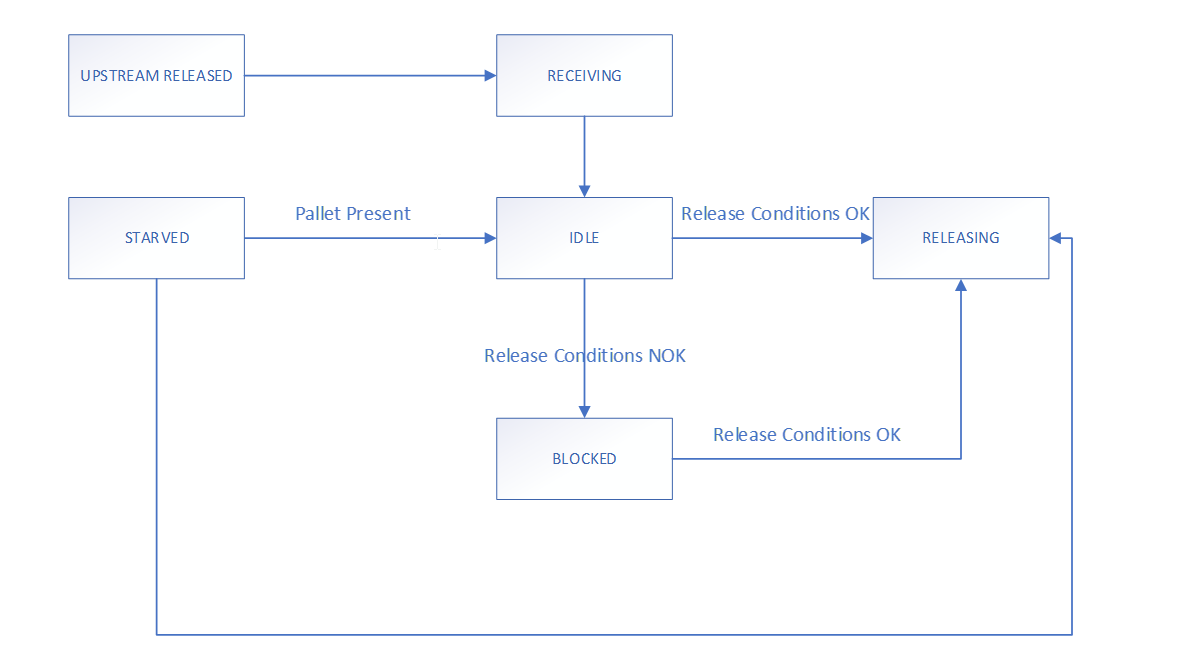 UPSTREAM RELEASED
RECEIVING
STARVED
Pallet Present
IDLE
Release Conditions OK
RELEASING
Release Conditions NOK
BLOCKED
Release Conditions OK